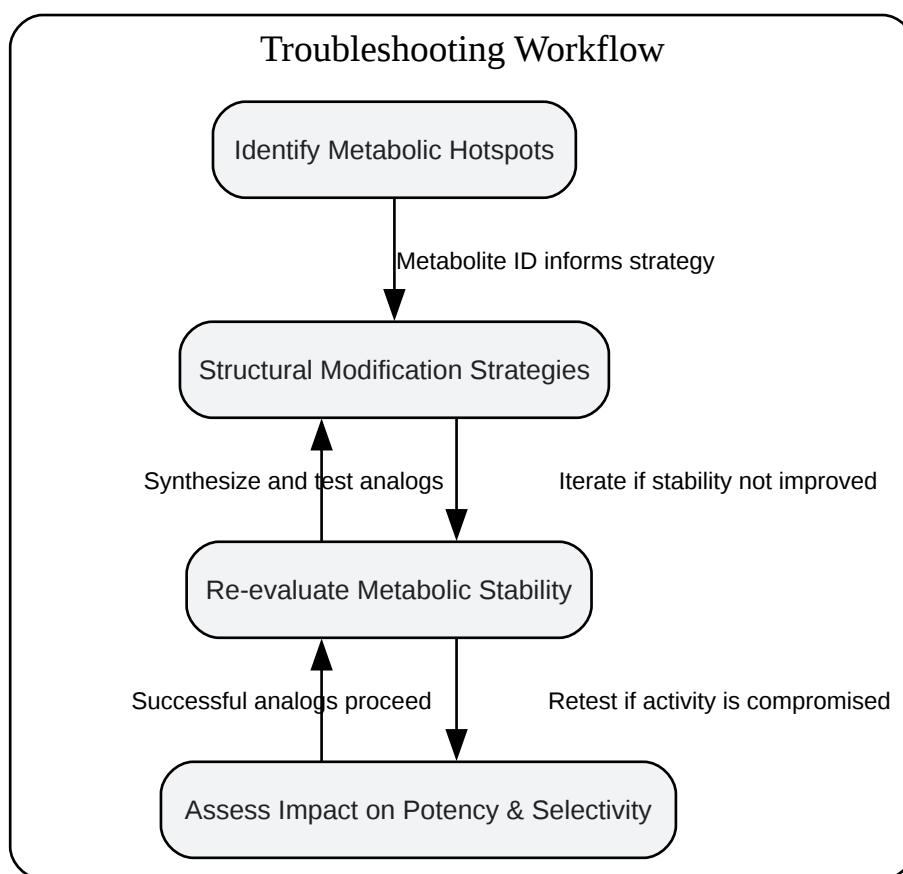 Troubleshooting Workflow
Identify Metabolic Hotspots
Metabolite ID informs strategy
Structural Modification Strategies
Synthesize and test analogs
Iterate if stability not improved
Re-evaluate Metabolic Stability
Successful analogs proceed
Retest if activity is compromised
Assess Impact on Potency & Selectivity